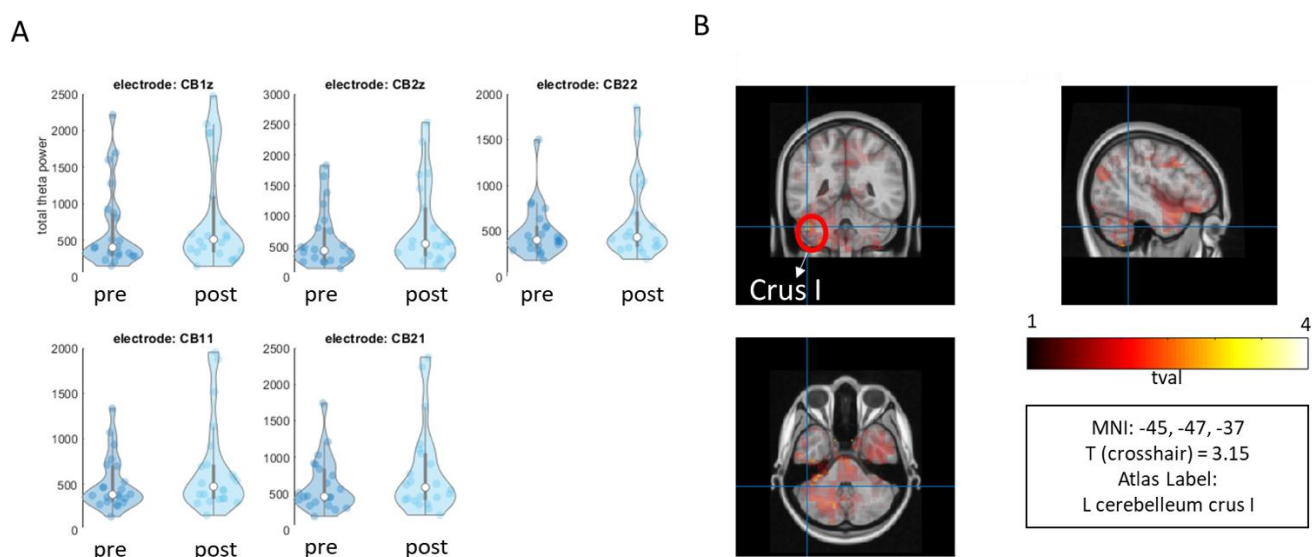 A
B
electrode: CB1z
electrode: CB2z
electrode: CB22
total theta power
2500
2000
1500
1000
500
0
3000
2500
2000
1500
1000
500
0
2000
1500
1000
500
0
pre
post
pre
post
pre
post
electrode: CB11
electrode: CB21
2000
1500
1000
500
0
2500
2000
1500
1000
500
0
pre
post
pre
post
Crus I
1
4
tval
MNI: -45, -47, -37
T (crosshair) = 3.15
Atlas Label:
L cerebelleum crus I